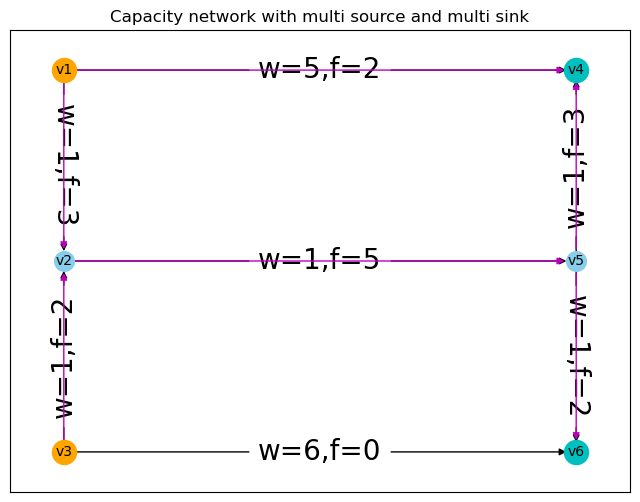 Capacity network with multi source and multi sink
v1
w=5,f=2
v4
w=1,f=3
w=1,f=3
v2
w=1,f=5
v5
w=1,f=2
w=1,f=2
v3
w=6,f=0
v6